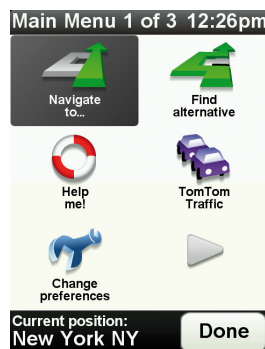 Main Menu 1 of 3 12:26pm
Navigate
to...
Find
alternative
Help
me!
TomTom
Traffic
Change
preferences
Current position:
New York NY
Done